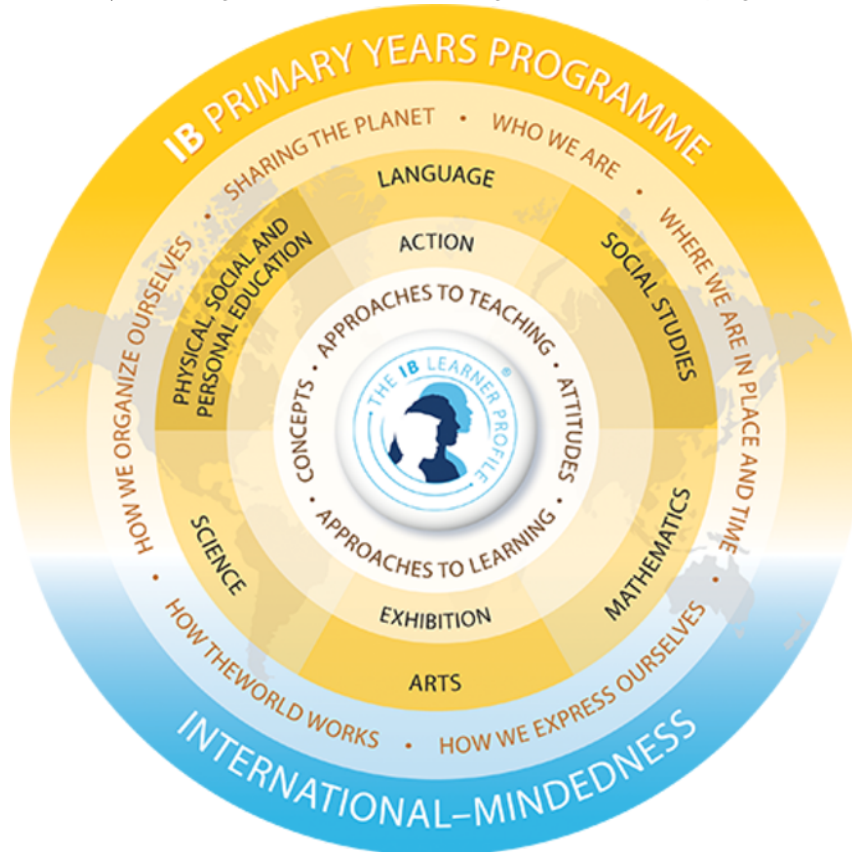 IB PRIMARY YEARS PROGRAMME
SHARING THE PLANET • WHO WE ARE • WHERE WE ARE IN PLACE AND TIME • HOW WE EXPRESS OURSELVES • HOW THEWORLD WORKS • HOW WE ORGANIZE OURSELVES •
LANGUAGE
SOCIAL STUDIES
MATHEMATICS
ARTS
SCIENCE
PHYSICAL, SOCIAL AND
PERSONAL EDUCATION
ACTION
EXHIBITION
APPROACHES TO TEACHING • ATTITUDES • APPROACHES TO LEARNING • CONCEPTS •
THE IB LEARNER PROFILE
®
INTERNATIONAL–MINDEDNESS